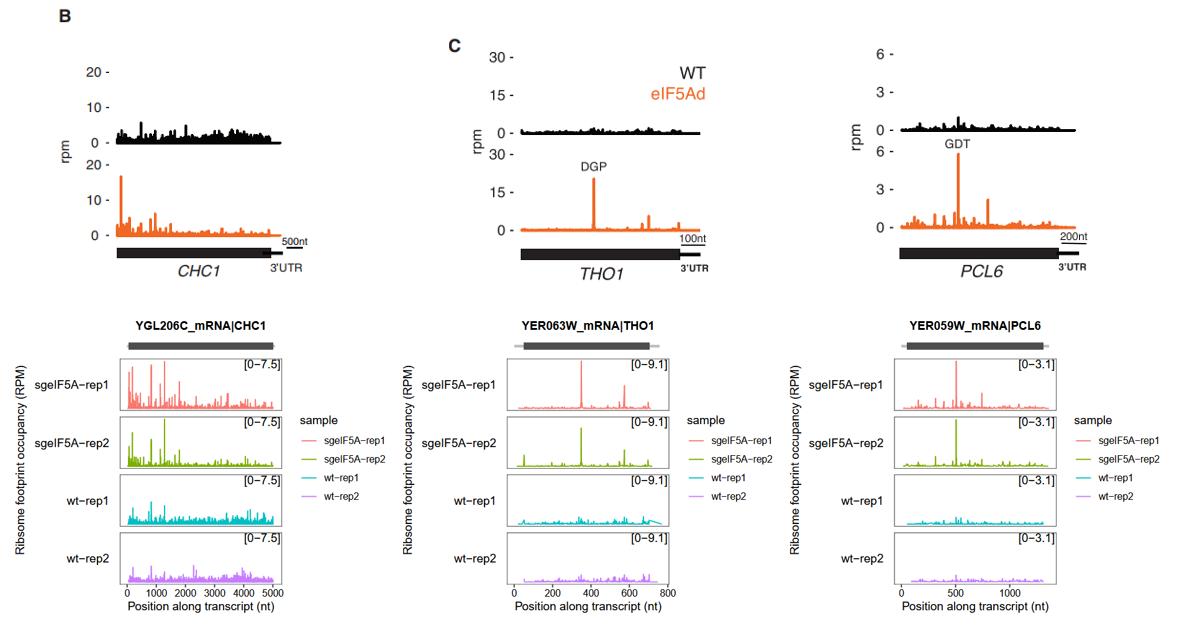 B
rpm
20
10
0
20
10
0
500nt
CHC1
3'UTR
C
rpm
30
15
0
30
15
0
WT
eIF5Ad
DGP
100nt
THO1
3'UTR
rpm
6
3
0
6
3
0
GDT
200nt
PCL6
3'UTR
YGL206C_mRNA|CHC1
Ribsome footprint occupancy (RPM)
sgeIF5A−rep1
[0−7.5]
sgeIF5A−rep2
[0−7.5]
wt−rep1
[0−7.5]
wt−rep2
[0−7.5]
0 1000 2000 3000 4000 5000
Position along transcript (nt)
sample
sgeIF5A−rep1
sgeIF5A−rep2
wt−rep1
wt−rep2
YER063W_mRNA|THO1
Ribsome footprint occupancy (RPM)
sgeIF5A−rep1
[0−9.1]
sgeIF5A−rep2
[0−9.1]
wt−rep1
[0−9.1]
wt−rep2
[0−9.1]
0 200 400 600 800
Position along transcript (nt)
sample
sgeIF5A−rep1
sgeIF5A−rep2
wt−rep1
wt−rep2
YER059W_mRNA|PCL6
Ribsome footprint occupancy (RPM)
sgeIF5A−rep1
[0−3.1]
sgeIF5A−rep2
[0−3.1]
wt−rep1
[0−3.1]
wt−rep2
[0−3.1]
0 500 1000
Position along transcript (nt)
sample
sgeIF5A−rep1
sgeIF5A−rep2
wt−rep1
wt−rep2